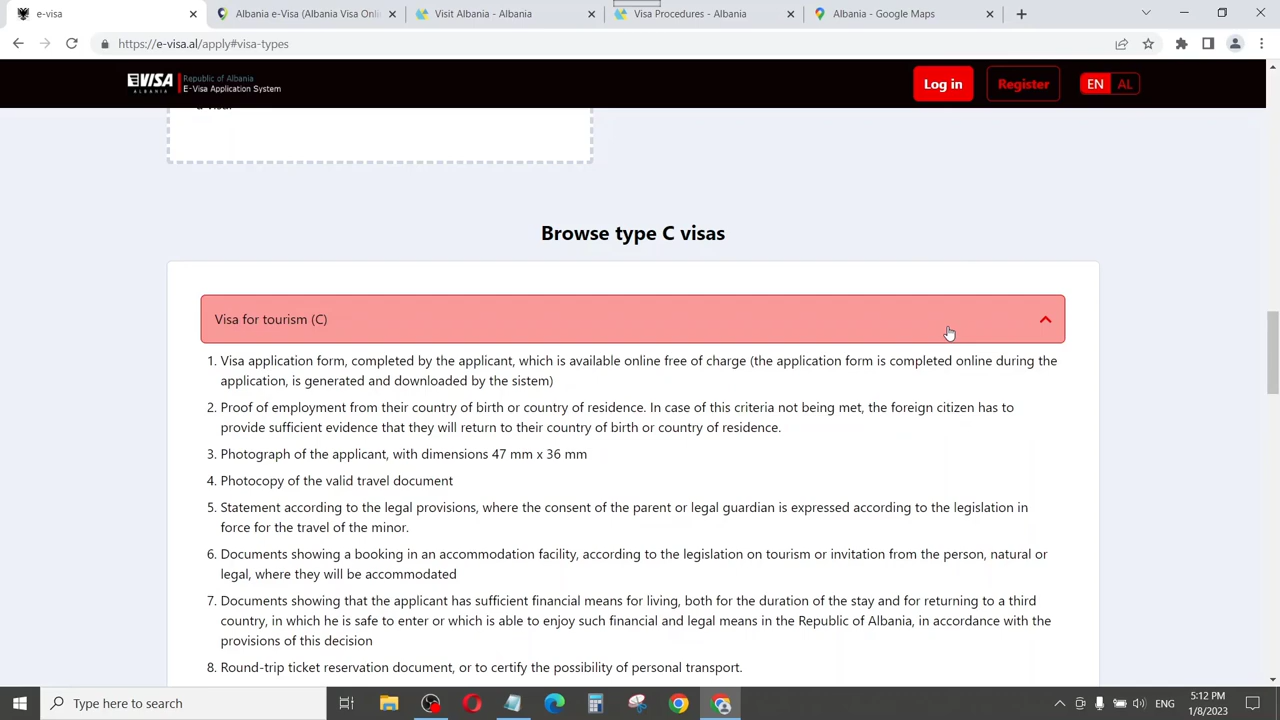 e-visa
Albania e-Visa (Albania Visa Onli
Visit Albania - Albania
Visa Procedures - Albania
Albania - Google Maps
https://e-visa.al/apply#visa-types
EVISA
ALBANIA
Republic of Albania
E-Visa Application System
Log in
Register
EN
AL
a visa.
Browse type C visas
Visa for tourism (C)
1. Visa application form, completed by the applicant, which is available online free of charge (the application form is completed online during the
application, is generated and downloaded by the sistem)
2. Proof of employment from their country of birth or country of residence. In case of this criteria not being met, the foreign citizen has to
provide sufficient evidence that they will return to their country of birth or country of residence.
3. Photograph of the applicant, with dimensions 47 mm x 36 mm
4. Photocopy of the valid travel document
5. Statement according to the legal provisions, where the consent of the parent or legal guardian is expressed according to the legislation in
force for the travel of the minor.
6. Documents showing a booking in an accommodation facility, according to the legislation on tourism or invitation from the person, natural or
legal, where they will be accommodated
7. Documents showing that the applicant has sufficient financial means for living, both for the duration of the stay and for returning to a third
country, in which he is safe to enter or which is able to enjoy such financial and legal means in the Republic of Albania, in accordance with the
provisions of this decision
8. Round-trip ticket reservation document, or to certify the possibility of personal transport.
Type here to search
ENG
5:12 PM
1/8/2023